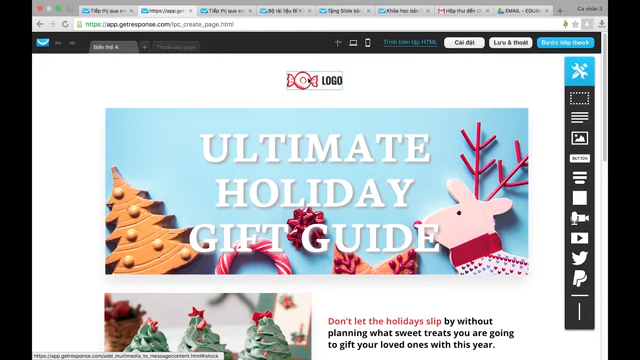 Tiếp thị qua em
https://app.getrespon
Tiếp thị qua em
Bộ tài liệu Bí K
Tặng Slide bài
Khóa học bán h
Hộp thư đến (2
EMAIL - EDUM
Cá nhân 3
https://app.getresponse.com/lpc_create_page.html
Biến thể A
Thank you page
Trình biên tập HTML
Cài đặt
Lưu & thoát
Bước tiếp theo
LOGO
ULTIMATE
HOLIDAY
GIFT GUIDE
BUTTON
Don't let the holidays slip by without
planning what sweet treats you are going
to gift your loved ones with this year.
https://app.getresponse.com/add_multimedia_to_messagecontent.html#stock